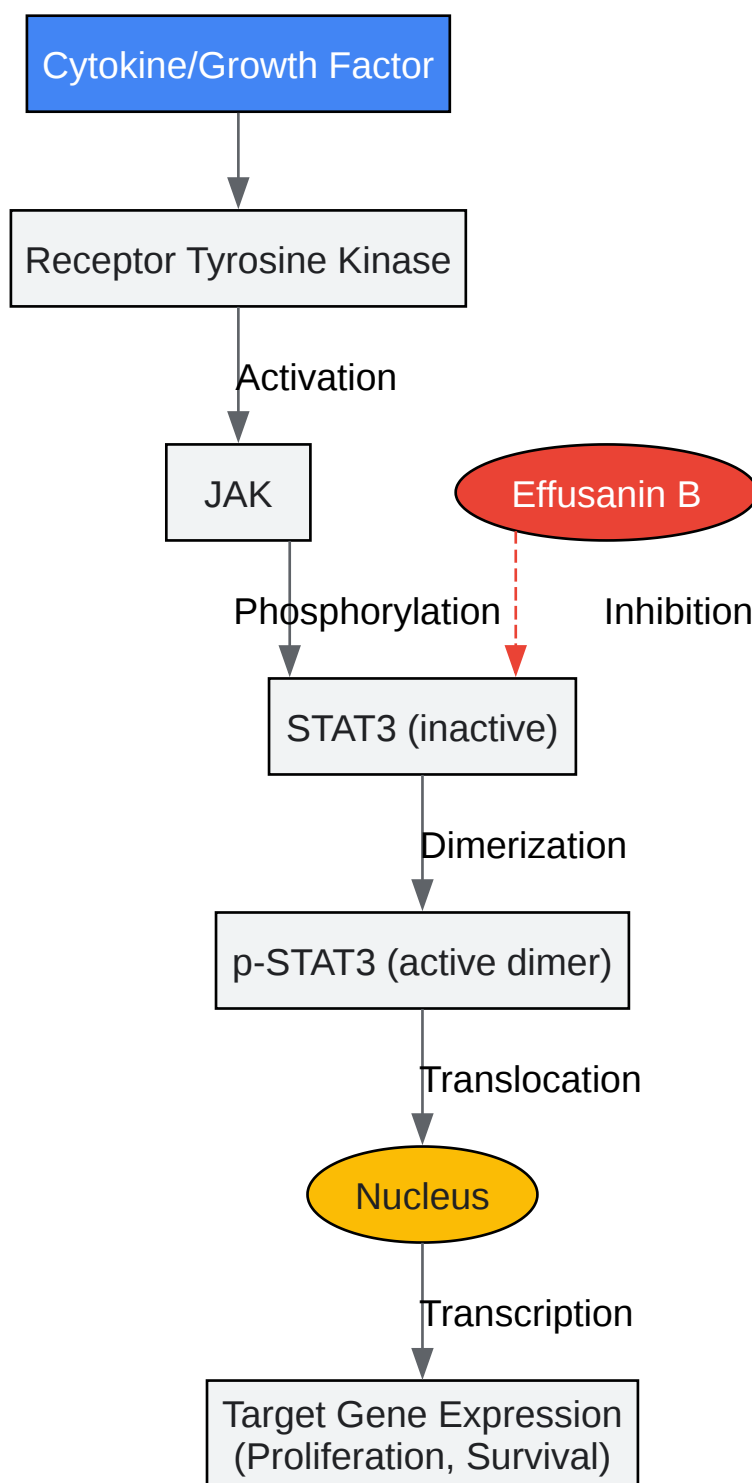 Cytokine/Growth Factor
Receptor Tyrosine Kinase
Activation
JAK
Effusanin B
Phosphorylation
Inhibition
STAT3 (inactive)
Dimerization
p-STAT3 (active dimer)
Translocation
Nucleus
Transcription
Target Gene Expression
(Proliferation, Survival)